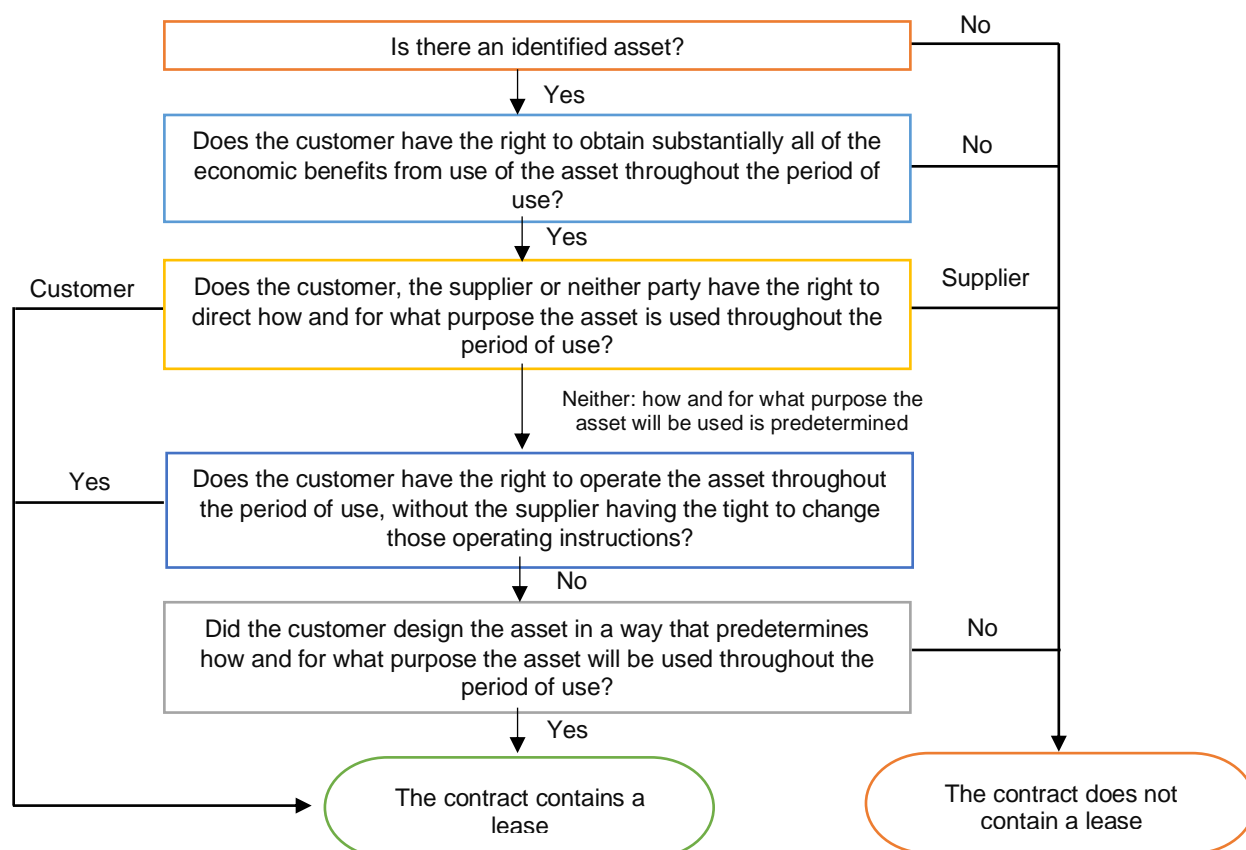 Is there an identified asset?
No
Yes
Does the customer have the right to obtain substantially all of the
economic benefits from use of the asset throughout the period of
use?
No
Yes
Customer
Does the customer, the supplier or neither party have the right to
direct how and for what purpose the asset is used throughout the
period of use?
Supplier
Neither: how and for what purpose the
asset will be used is predetermined
Yes
Does the customer have the right to operate the asset throughout
the period of use, without the supplier having the tight to change
those operating instructions?
No
Did the customer design the asset in a way that predetermines
how and for what purpose the asset will be used throughout the
period of use?
No
Yes
The contract contains a
lease
The contract does not
contain a lease